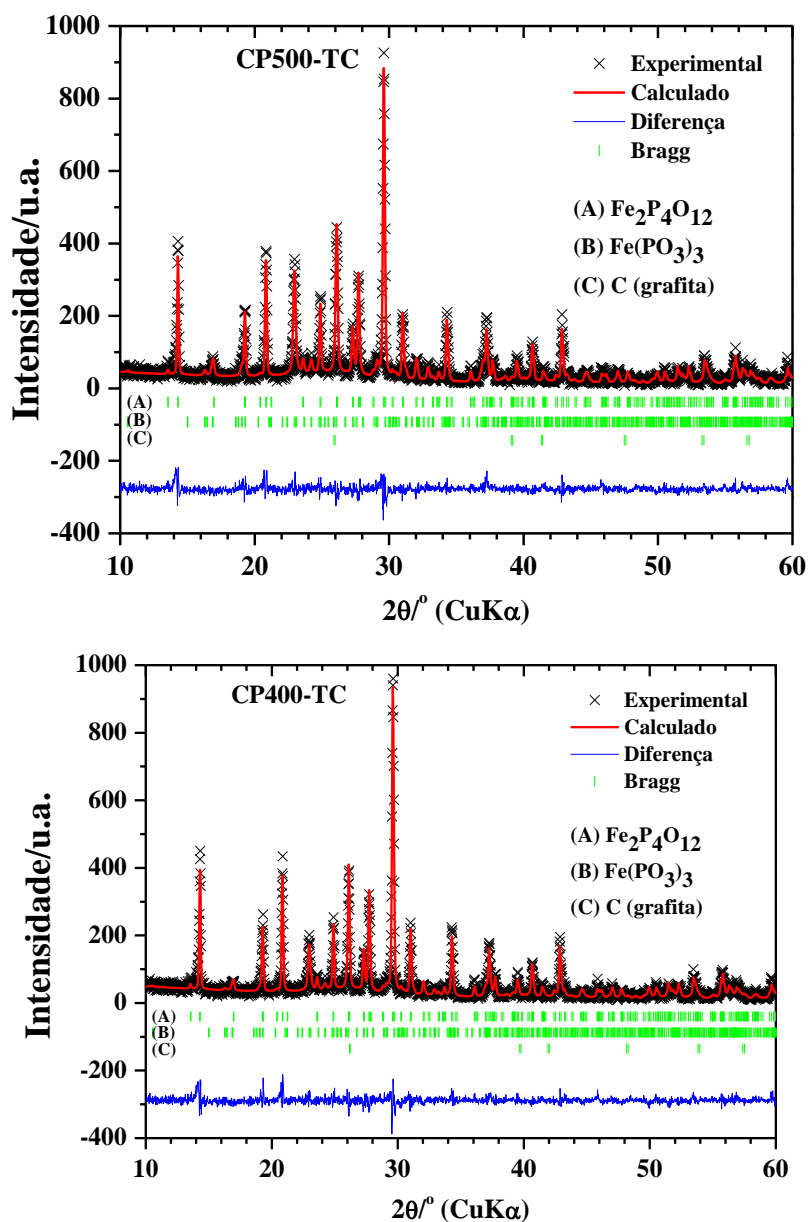 CP500-TC
Experimental
Calculado
Diferença
Bragg
(A) Fe₂P₄O₁₂
(B) Fe(PO₃)₃
(C) C (grafita)
Intensidade/u.a.
1000
800
600
400
200
0
-200
-400
(A)
(B)
(C)
10 20 30 40 50 60
2θ/° (CuKα)
CP400-TC
Experimental
Calculado
Diferença
Bragg
(A) Fe₂P₄O₁₂
(B) Fe(PO₃)₃
(C) C (grafita)
Intensidade/u.a.
1000
800
600
400
200
0
-200
-400
(A)
(B)
(C)
10 20 30 40 50 60
2θ/° (CuKα)